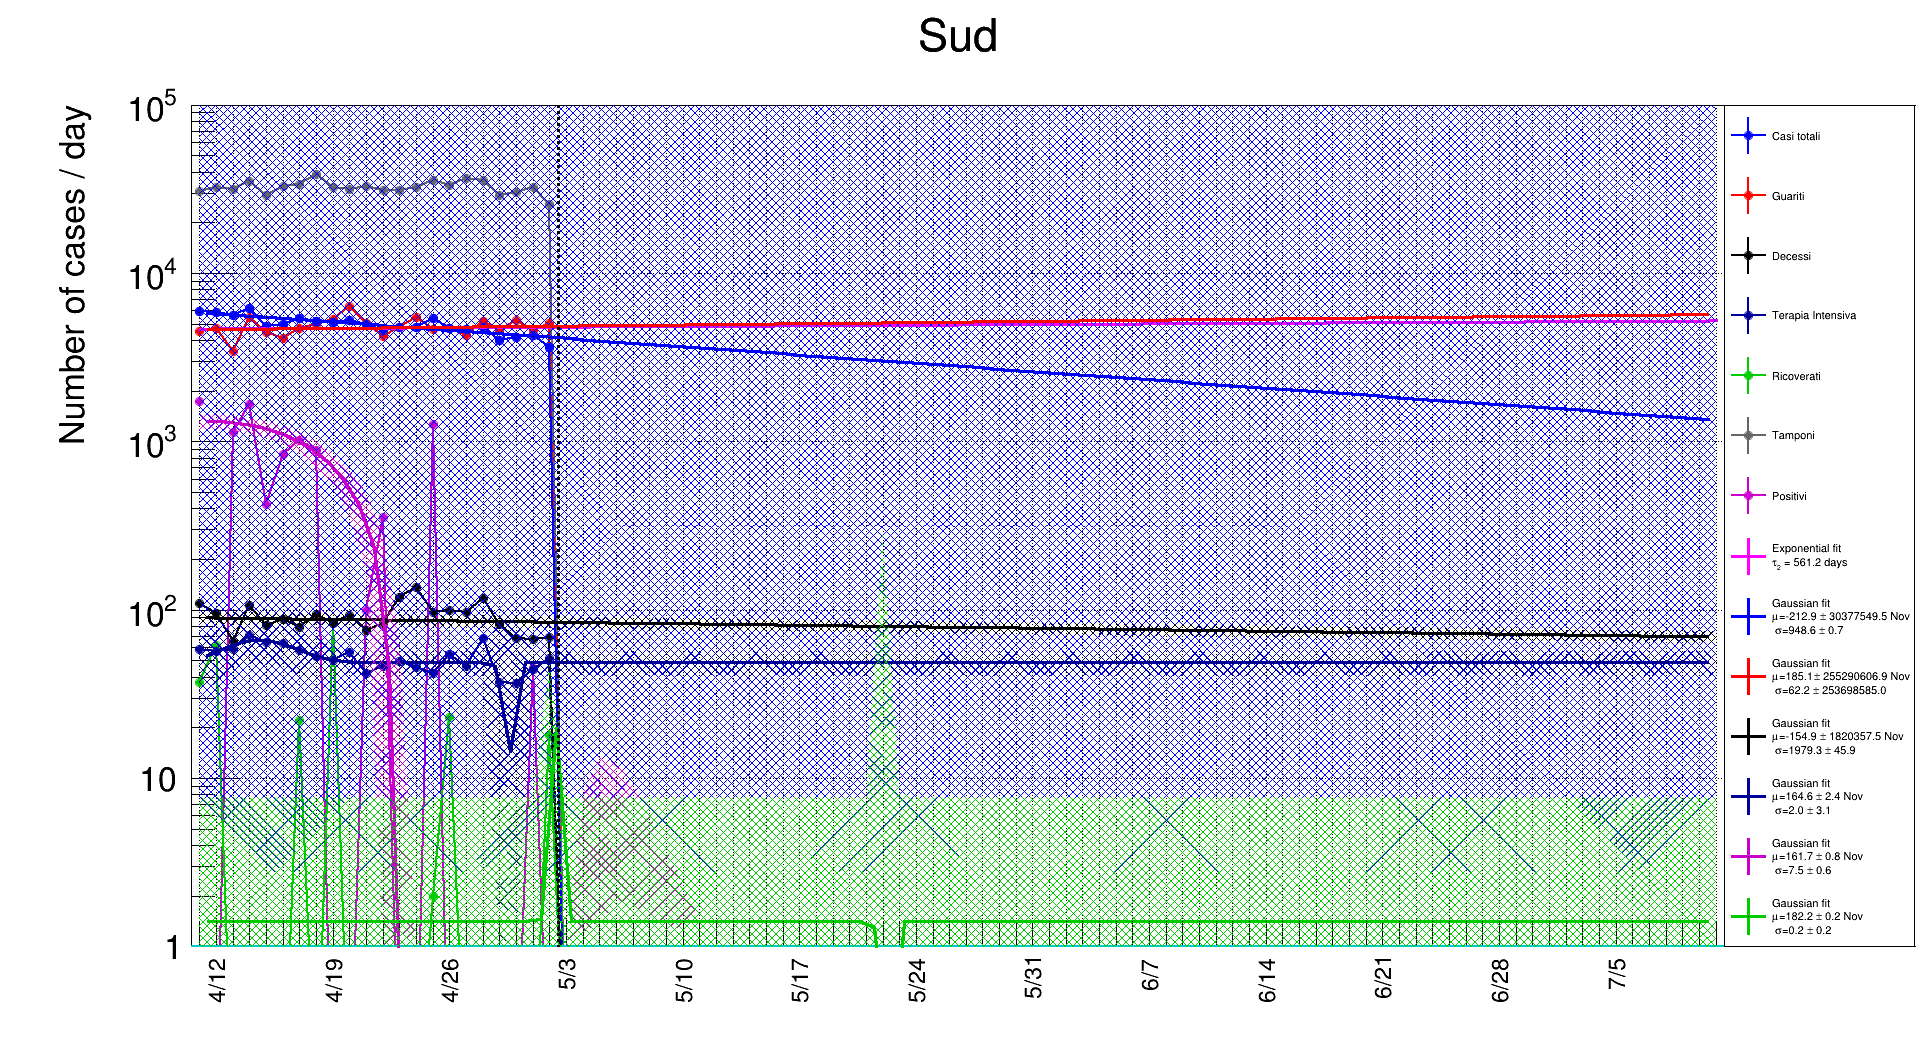 Sud
Number of cases / day
10^5
10^4
10^3
10^2
10
1
4/12
4/19
4/26
5/3
5/10
5/17
5/24
5/31
6/7
6/14
6/21
6/28
7/5
Casi totali
Guariti
Decessi
Terapia Intensiva
Ricoverati
Tamponi
Positivi
Exponential fit
τ₂ = 561.2 days
Gaussian fit
μ=-212.9 ± 30377549.5 Nov
σ=948.6 ± 0.7
Gaussian fit
μ=185.1 ± 255290606.9 Nov
σ=62.2 ± 253698585.0
Gaussian fit
μ=-154.9 ± 1820357.5 Nov
σ=1979.3 ± 45.9
Gaussian fit
μ=164.6 ± 2.4 Nov
σ=2.0 ± 3.1
Gaussian fit
μ=161.7 ± 0.8 Nov
σ=7.5 ± 0.6
Gaussian fit
μ=182.2 ± 0.2 Nov
σ=0.2 ± 0.2